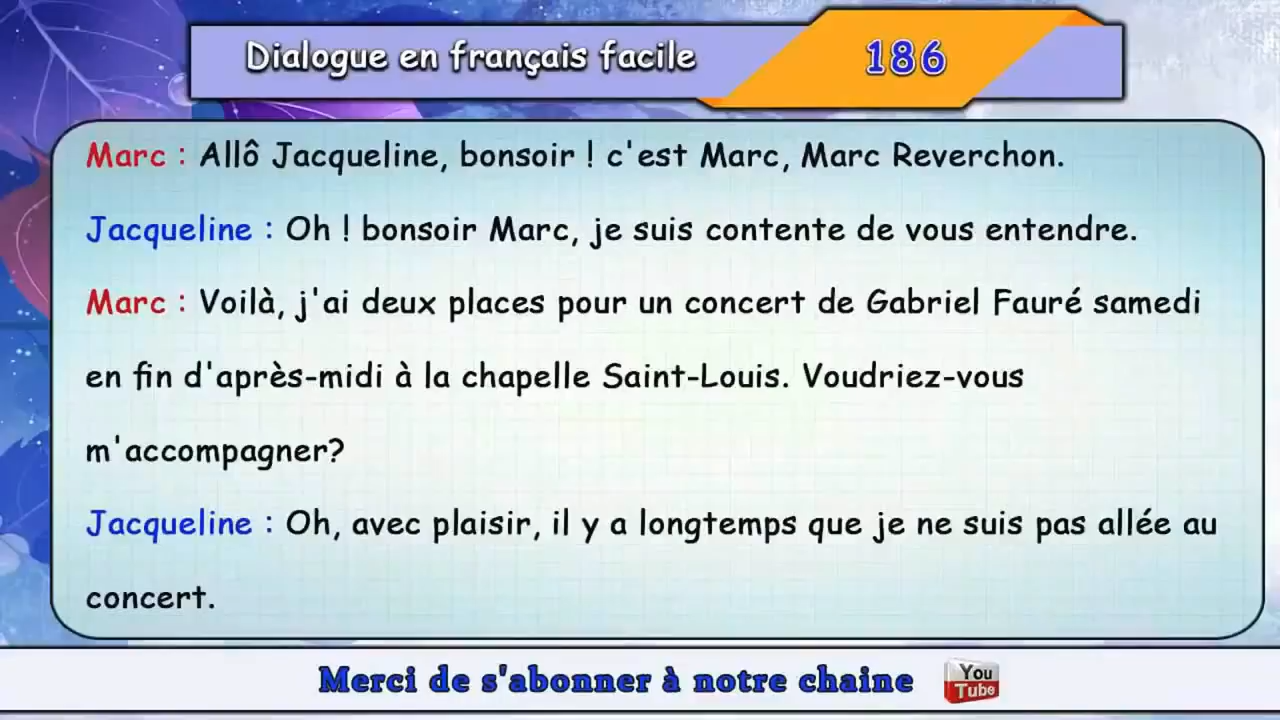 Dialogue en français facile 186
Marc : Allô Jacqueline, bonsoir ! c'est Marc, Marc Reverchon.
Jacqueline : Oh ! bonsoir Marc, je suis contente de vous entendre.
Marc : Voilà, j'ai deux places pour un concert de Gabriel Fauré samedi
en fin d'après-midi à la chapelle Saint-Louis. Voudriez-vous
m'accompagner?
Jacqueline : Oh, avec plaisir, il y a longtemps que je ne suis pas allée au
concert.
Merci de s'abonner à notre chaine You
Tube